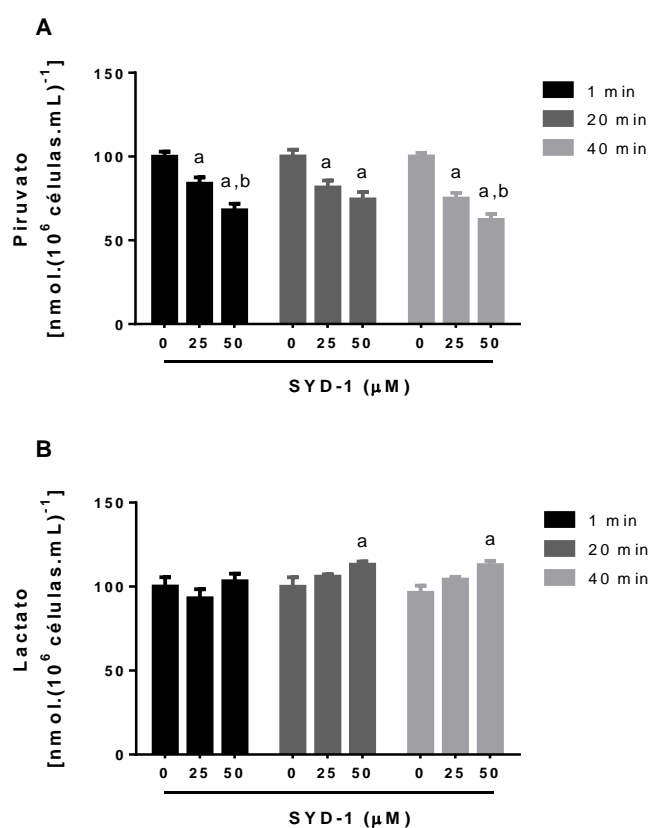 A
Piruvato
[nmol.(10⁶ células.mL)⁻¹]
150
100
50
0
a
a,b
a
a
a
a,b
1 min
20 min
40 min
0 25 50 0 25 50 0 25 50
SYD-1 (μM)
B
Lactato
[nmol.(10⁶ células.mL)⁻¹]
150
100
50
0
a
a
1 min
20 min
40 min
0 25 50 0 25 50 0 25 50
SYD-1 (μM)